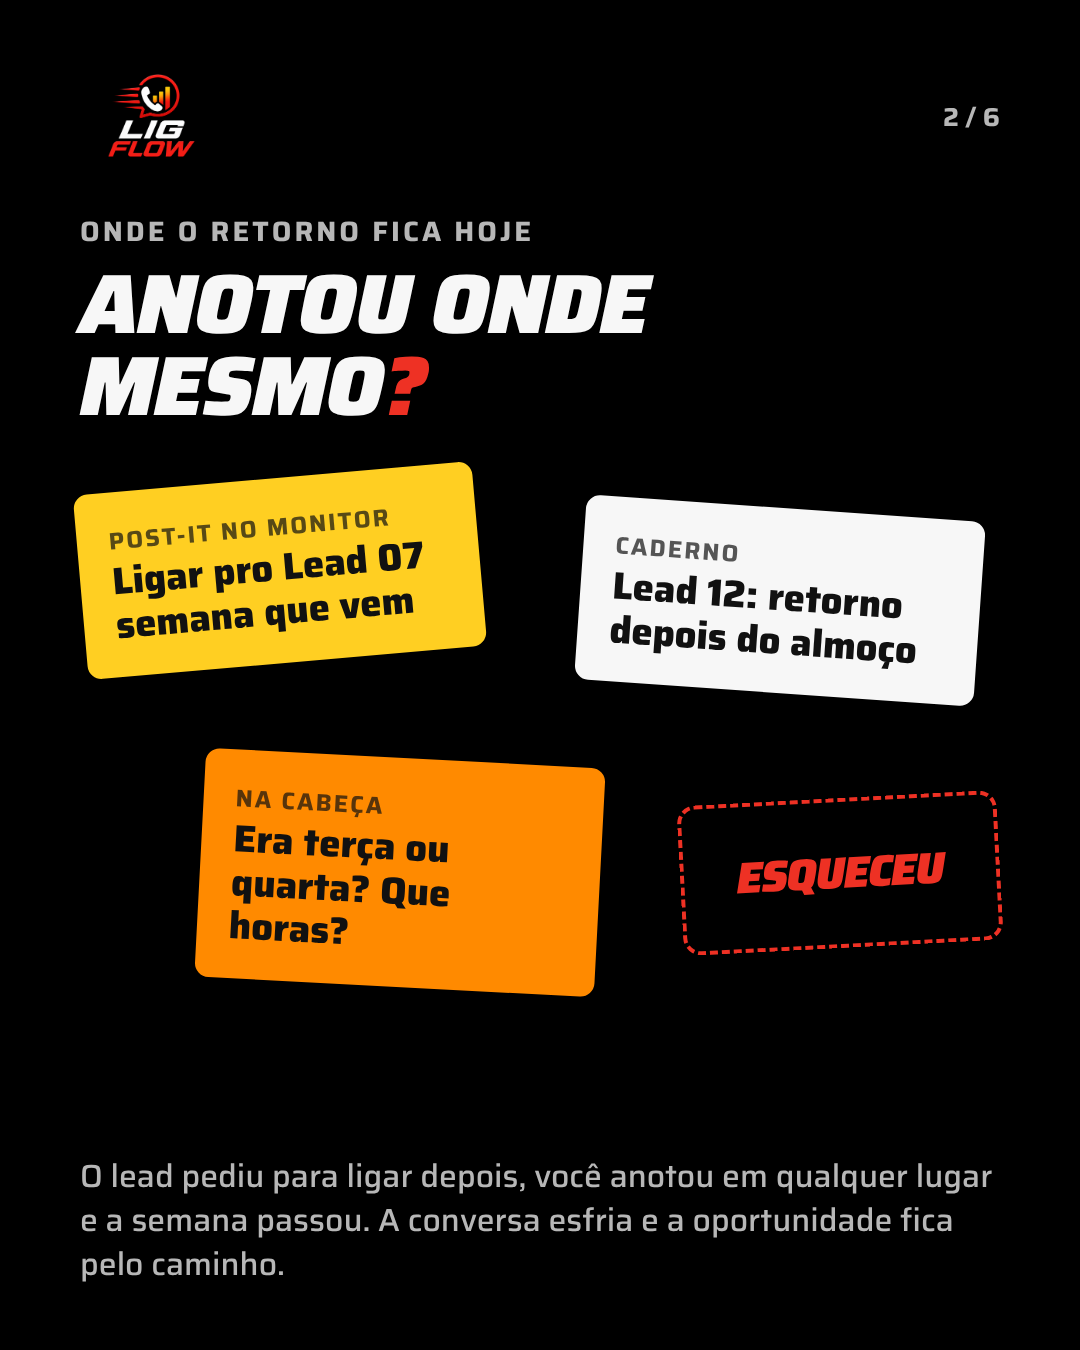 LIG
FLOW
2 / 6
ONDE O RETORNO FICA HOJE
ANOTOU ONDE
MESMO?
POST-IT NO MONITOR
Ligar pro Lead 07
semana que vem
CADERNO
Lead 12: retorno
depois do almoço
NA CABEÇA
Era terça ou
quarta? Que
horas?
ESQUECEU
O lead pediu para ligar depois, você anotou em qualquer lugar
e a semana passou. A conversa esfria e a oportunidade fica
pelo caminho.